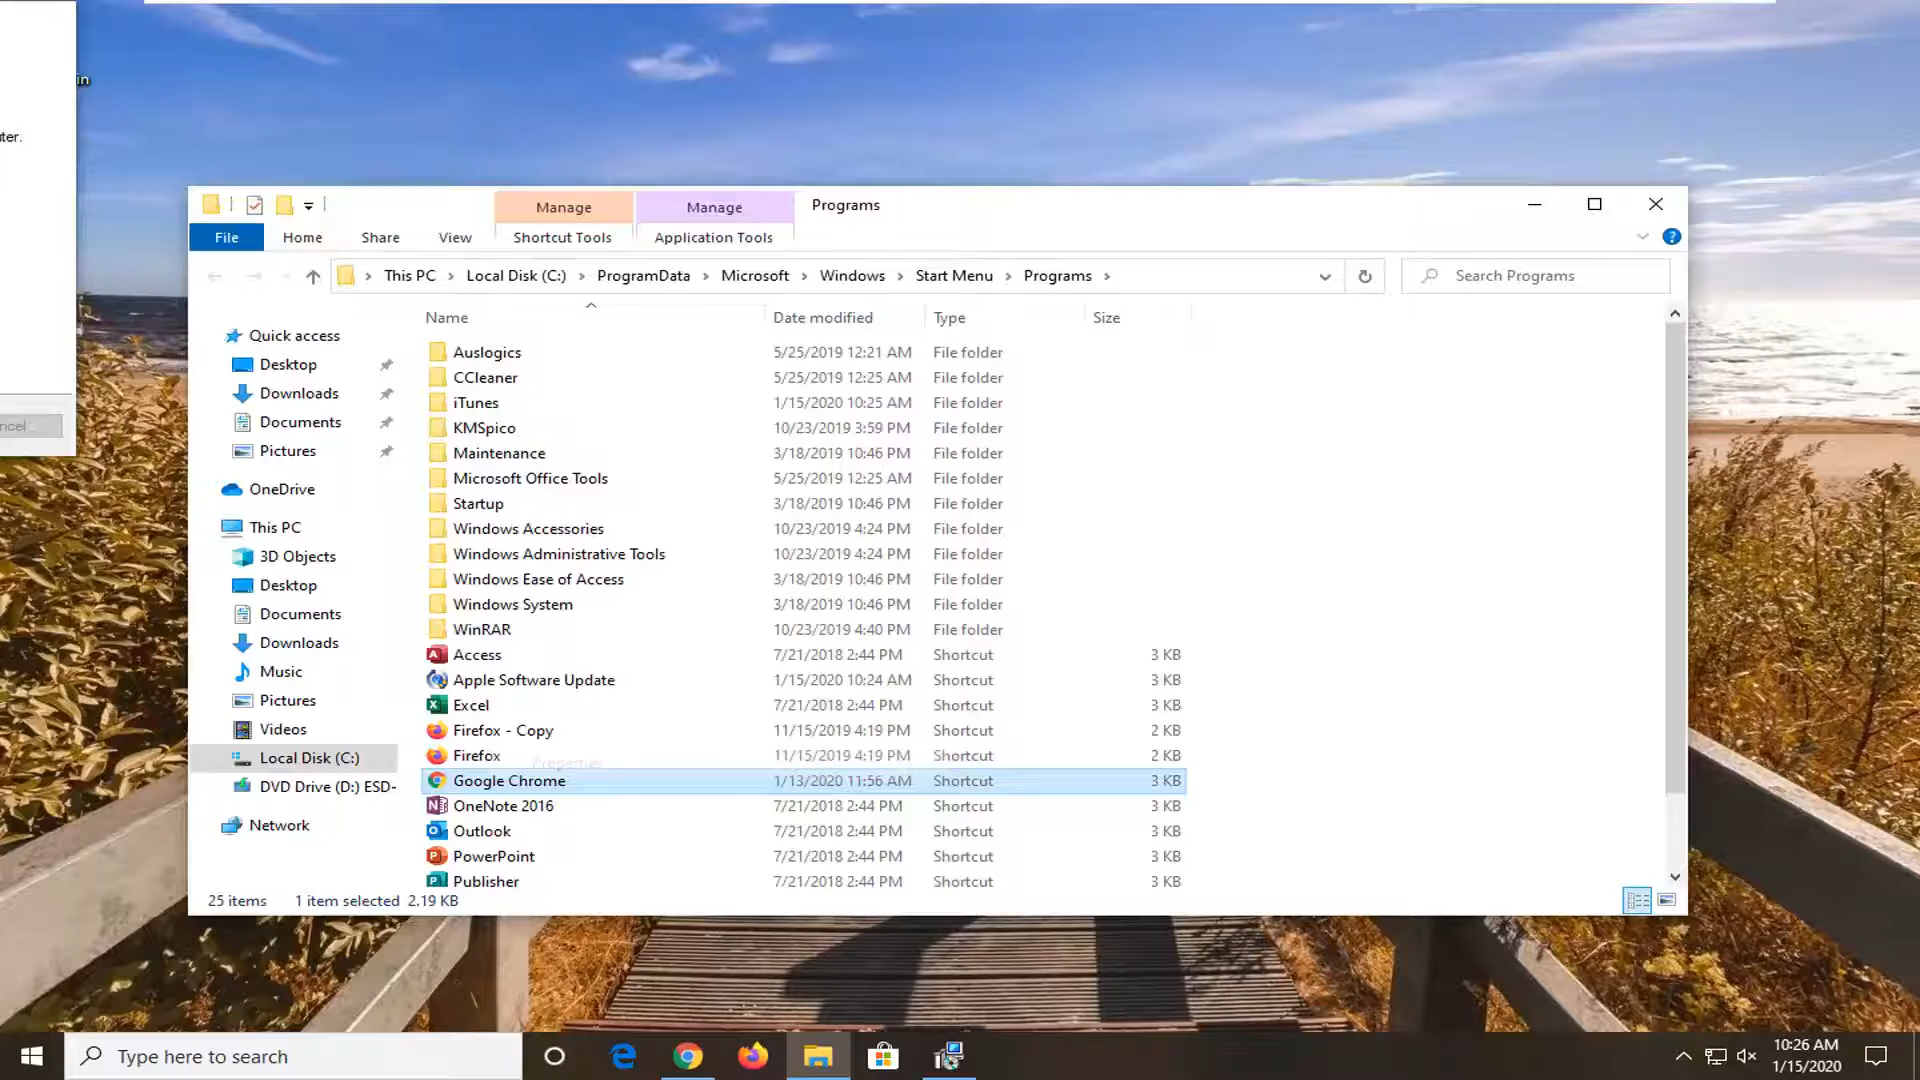 in
ter.
ncel
Manage
Manage
Programs
File
Home
Share
View
Shortcut Tools
Application Tools
?
This PC
Local Disk (C:)
ProgramData
Microsoft
Windows
Start Menu
Programs
Search Programs
Name
Date modified
Type
Size
Quick access
Desktop
Downloads
Documents
Pictures
OneDrive
This PC
3D Objects
Desktop
Documents
Downloads
Music
Pictures
Videos
Local Disk (C:)
DVD Drive (D:) ESD-
Network
Auslogics 5/25/2019 12:21 AM File folder
CCleaner 5/25/2019 12:25 AM File folder
iTunes 1/15/2020 10:25 AM File folder
KMSpico 10/23/2019 3:59 PM File folder
Maintenance 3/18/2019 10:46 PM File folder
Microsoft Office Tools 5/25/2019 12:25 AM File folder
Startup 3/18/2019 10:46 PM File folder
Windows Accessories 10/23/2019 4:24 PM File folder
Windows Administrative Tools 10/23/2019 4:24 PM File folder
Windows Ease of Access 3/18/2019 10:46 PM File folder
Windows System 3/18/2019 10:46 PM File folder
WinRAR 10/23/2019 4:40 PM File folder
Access 7/21/2018 2:44 PM Shortcut 3 KB
Apple Software Update 1/15/2020 10:24 AM Shortcut 3 KB
Excel 7/21/2018 2:44 PM Shortcut 3 KB
Firefox - Copy 11/15/2019 4:19 PM Shortcut 2 KB
Firefox 11/15/2019 4:19 PM Shortcut 2 KB
Properties
Google Chrome 1/13/2020 11:56 AM Shortcut 3 KB
OneNote 2016 7/21/2018 2:44 PM Shortcut 3 KB
Outlook 7/21/2018 2:44 PM Shortcut 3 KB
PowerPoint 7/21/2018 2:44 PM Shortcut 3 KB
Publisher 7/21/2018 2:44 PM Shortcut 3 KB
25 items 1 item selected 2.19 KB
Type here to search
10:26 AM
1/15/2020